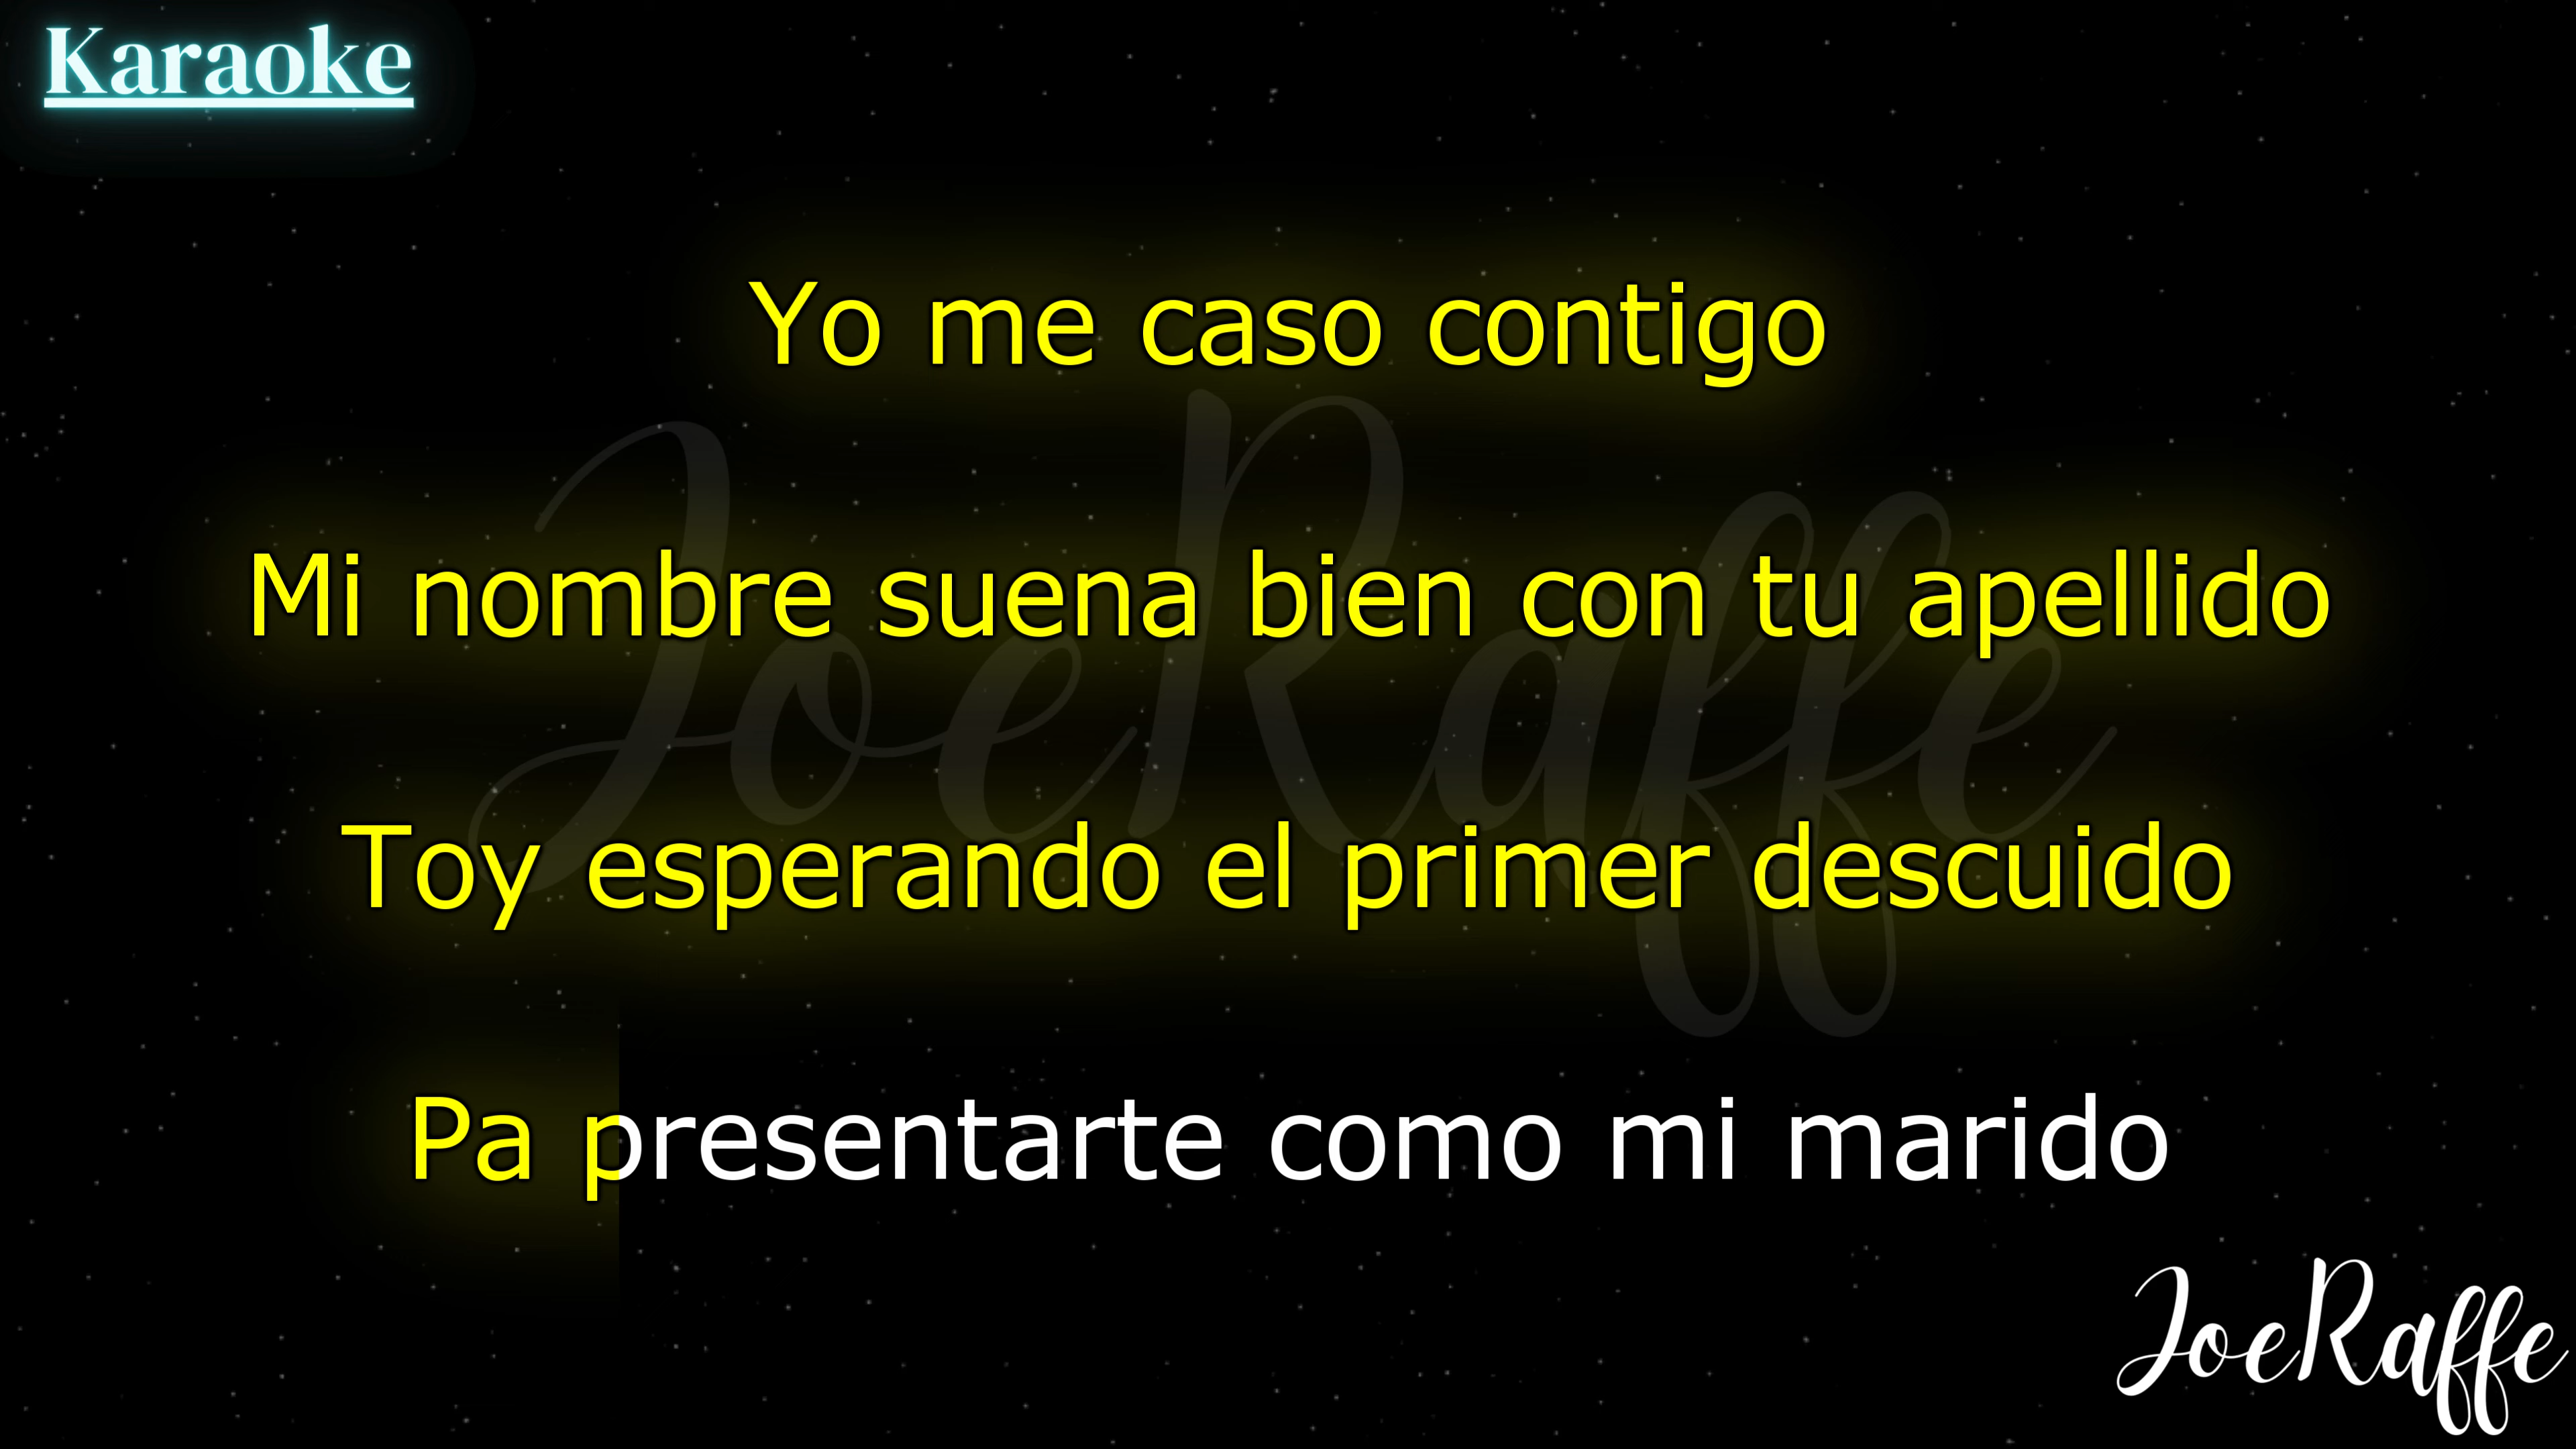 Karaoke
Yo me caso contigo
Mi nombre suena bien con tu apellido
Toy esperando el primer descuido
Pa presentarte como mi marido
JoeRaffe
JoeRaffe